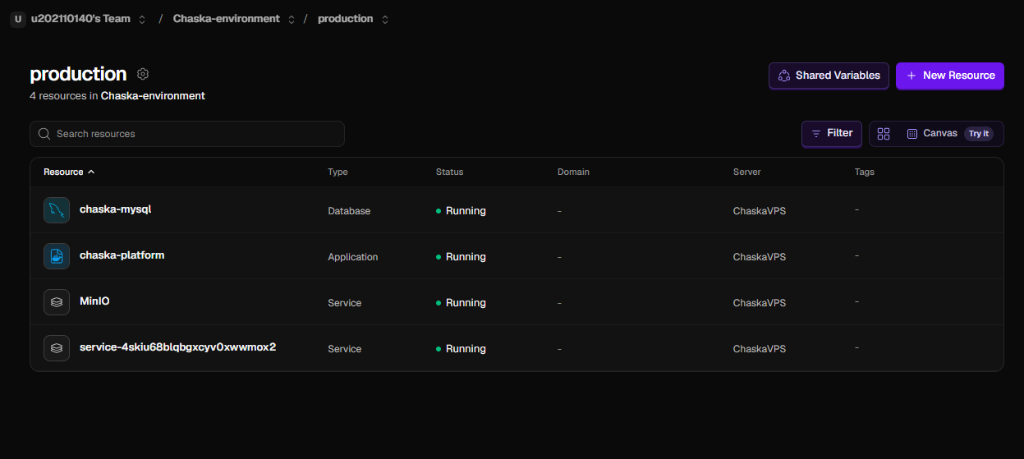 U u202110140's Team / Chaska-environment / production
production
Shared Variables
+ New Resource
4 resources in Chaska-environment
Search resources
Filter
Canvas Try it
Resource Type Status Domain Server Tags
chaska-mysql Database Running - ChaskaVPS -
chaska-platform Application Running - ChaskaVPS -
MinIO Service Running - ChaskaVPS -
service-4skiu68blqbgxcyv0xwwmox2 Service Running - ChaskaVPS -